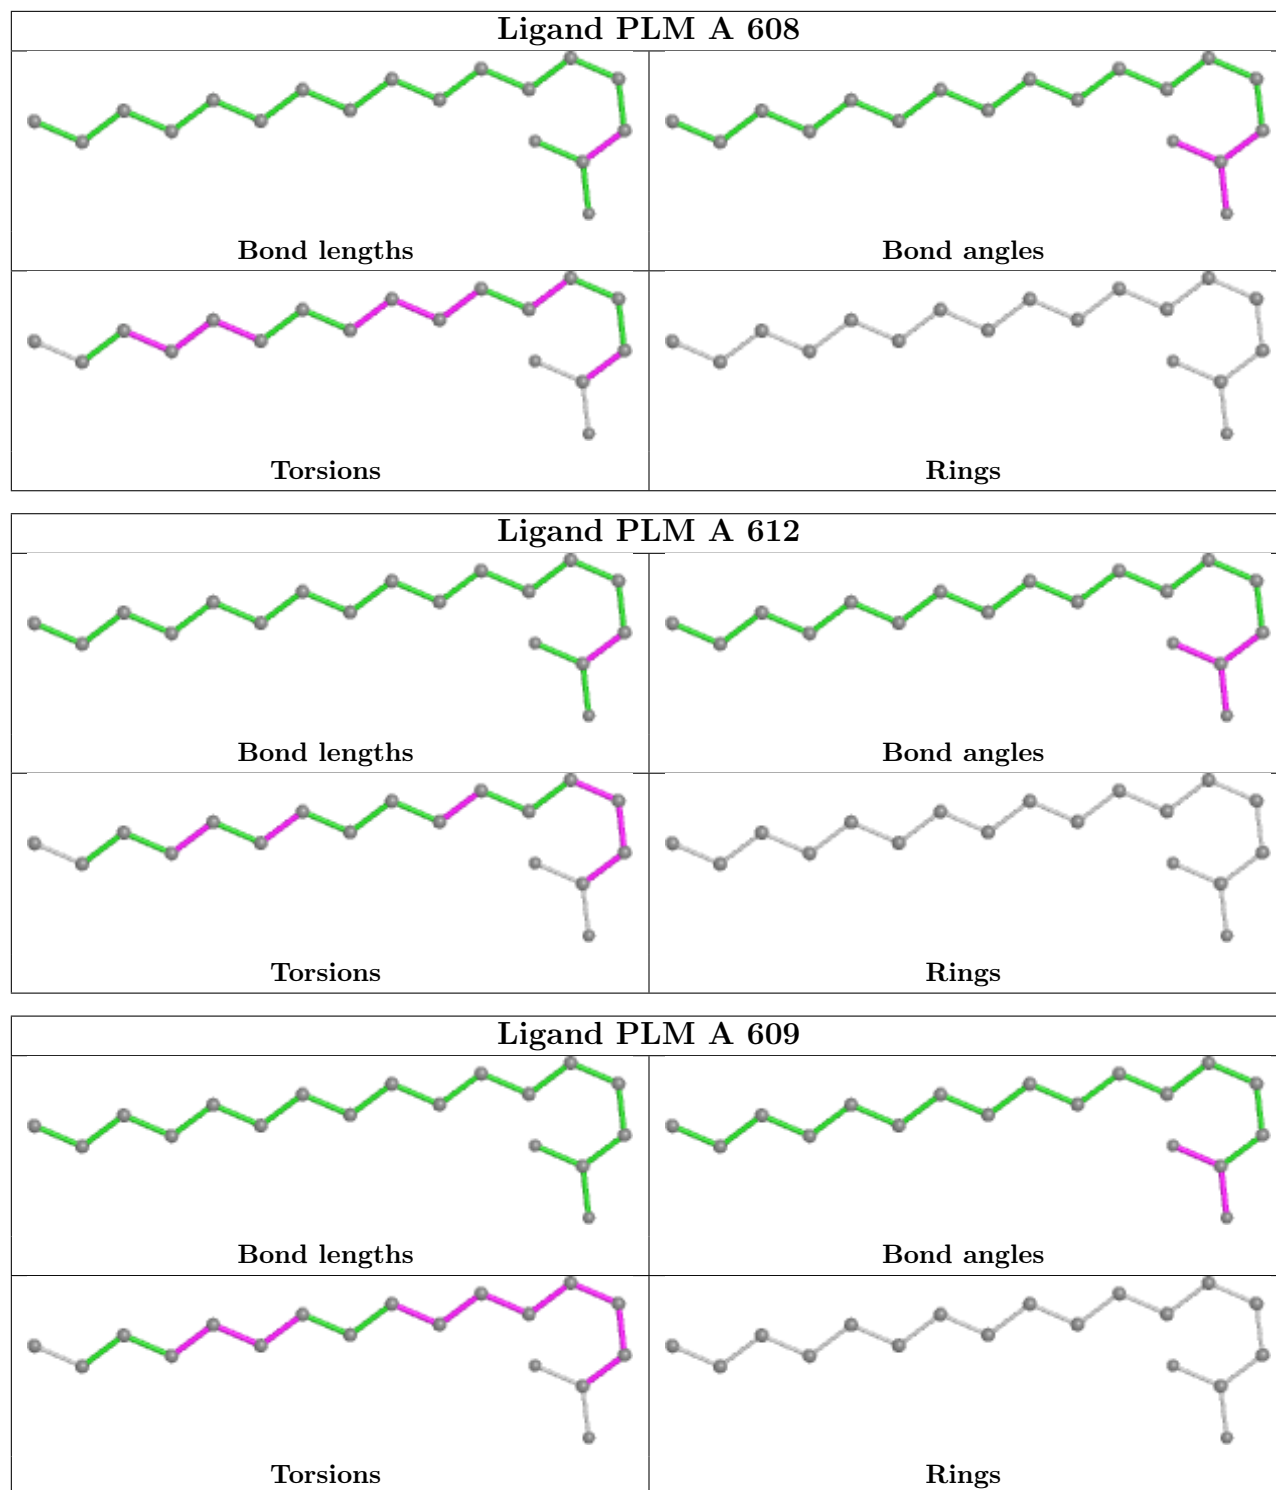 Ligand PLM A 608
Bond lengths
Bond angles
Torsions
Rings
Ligand PLM A 612
Bond lengths
Bond angles
Torsions
Rings
Ligand PLM A 609
Bond lengths
Bond angles
Torsions
Rings